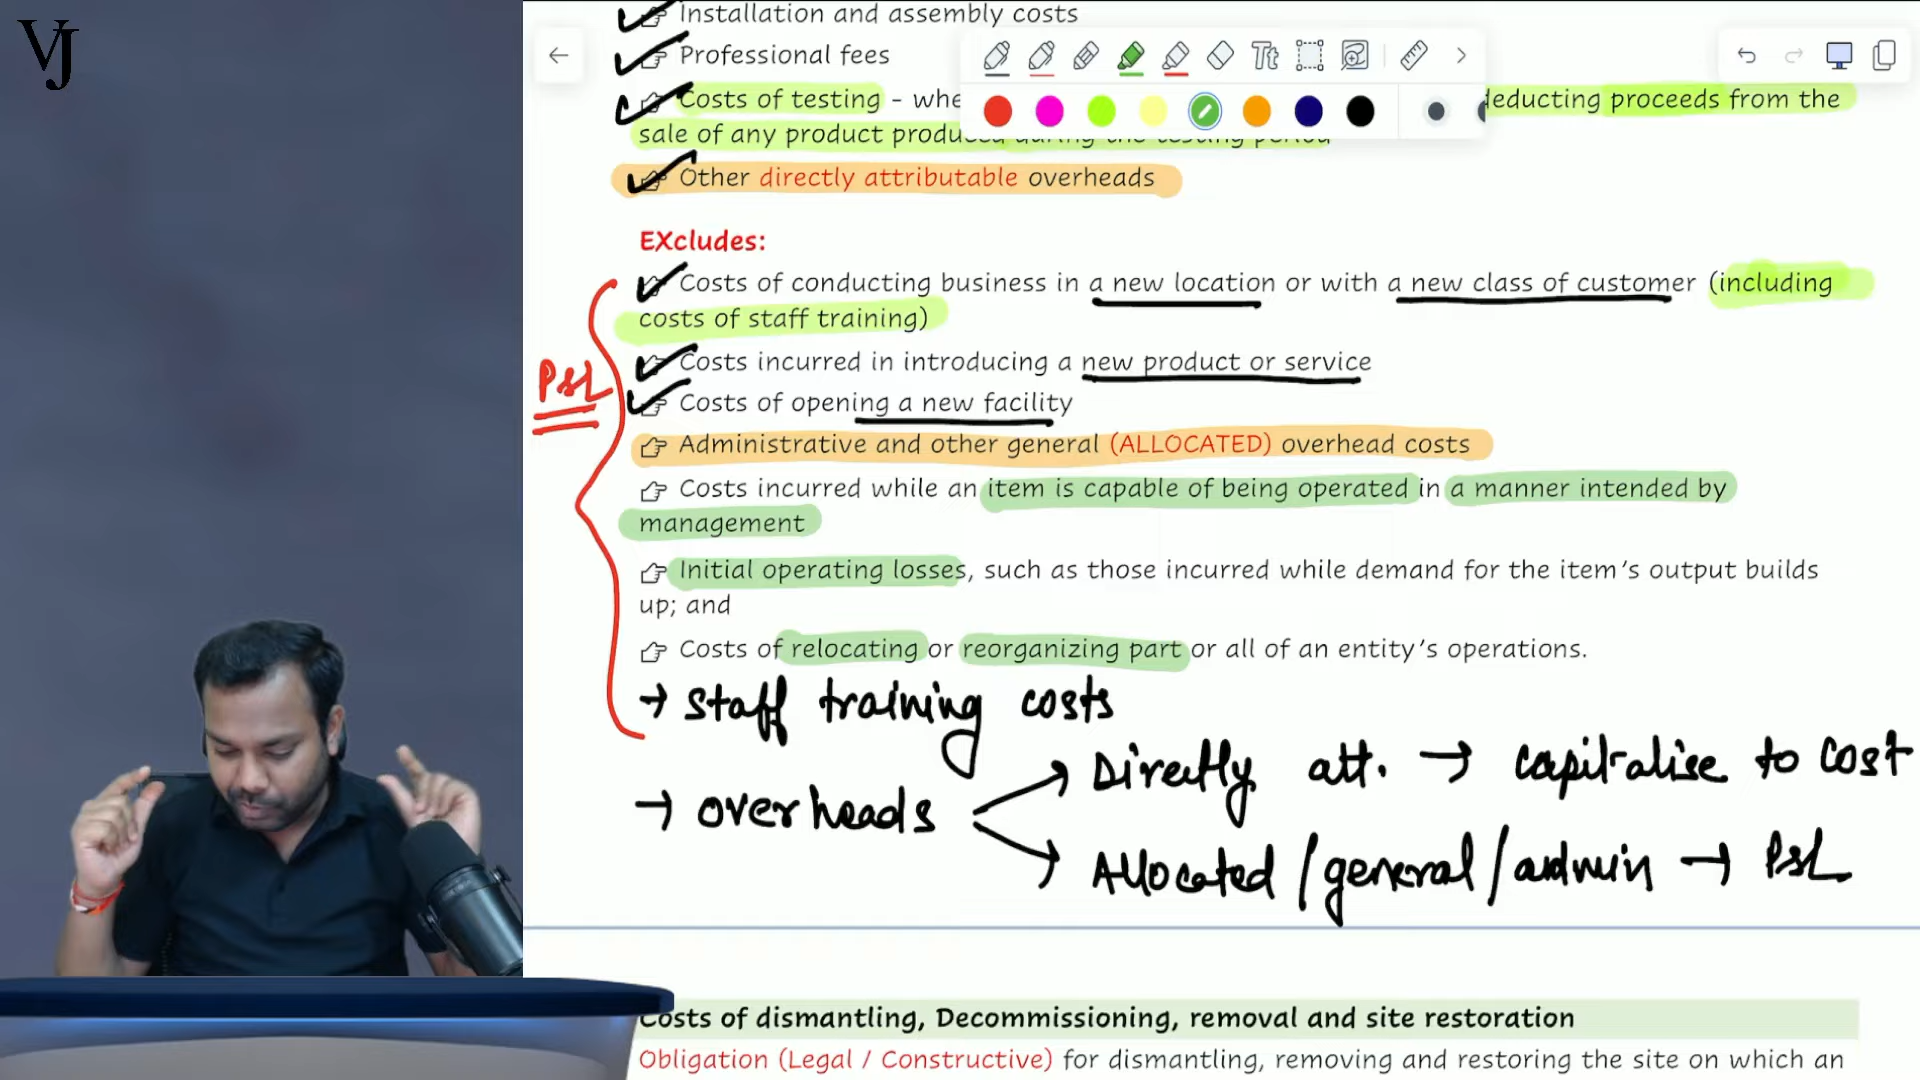 VJ
Installation and assembly costs
Professional fees
Costs of testing - whe deducting proceeds from the
sale of any product produced during the testing period
Other directly attributable overheads
EXcludes:
Costs of conducting business in a new location or with a new class of customer (including
costs of staff training)
Costs incurred in introducing a new product or service
P&L
Costs of opening a new facility
Administrative and other general (ALLOCATED) overhead costs
Costs incurred while an item is capable of being operated in a manner intended by
management
Initial operating losses, such as those incurred while demand for the item's output builds
up; and
Costs of relocating or reorganizing part or all of an entity's operations.
→ Staff training costs
→ overheads
Directly att. → capitalise to cost
Allocated / general / admin → P&L
Costs of dismantling, Decommissioning, removal and site restoration
Obligation (Legal / Constructive) for dismantling, removing and restoring the site on which an